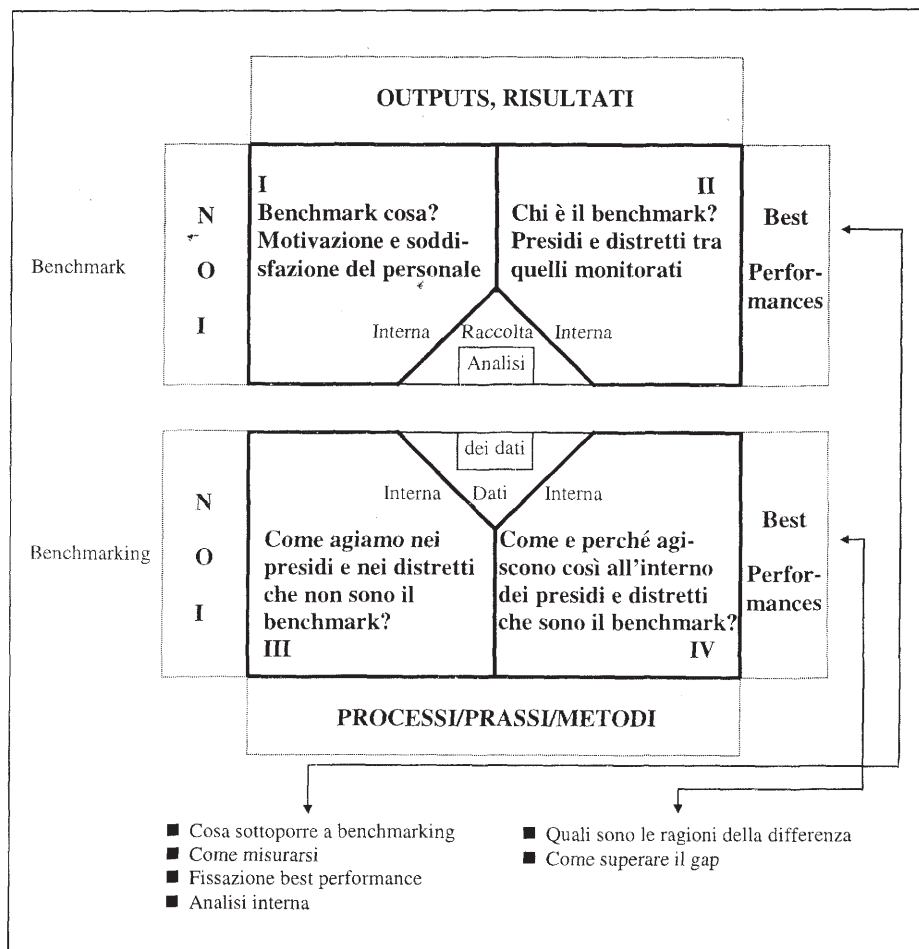 OUTPUTS, RISULTATI
Benchmark
N
O
I
I
Benchmark cosa?
Motivazione e soddi-
sfazione del personale
II
Chi è il benchmark?
Presidi e distretti tra
quelli monitorati
Interna
Raccolta
Interna
Analisi
Best
Perfor-
mances
Benchmarking
N
O
I
dei dati
Interna
Dati
Interna
Come agiamo nei
presidi e nei distretti
che non sono il
benchmark?
III
Come e perché agi-
scono così all'interno
dei presidi e distretti
che sono il benchmark?
IV
Best
Perfor-
mances
PROCESSI/PRASSI/METODI
■ Cosa sottoporre a benchmarking
■ Come misurarsi
■ Fissazione best performance
■ Analisi interna
■ Quali sono le ragioni della differenza
■ Come superare il gap